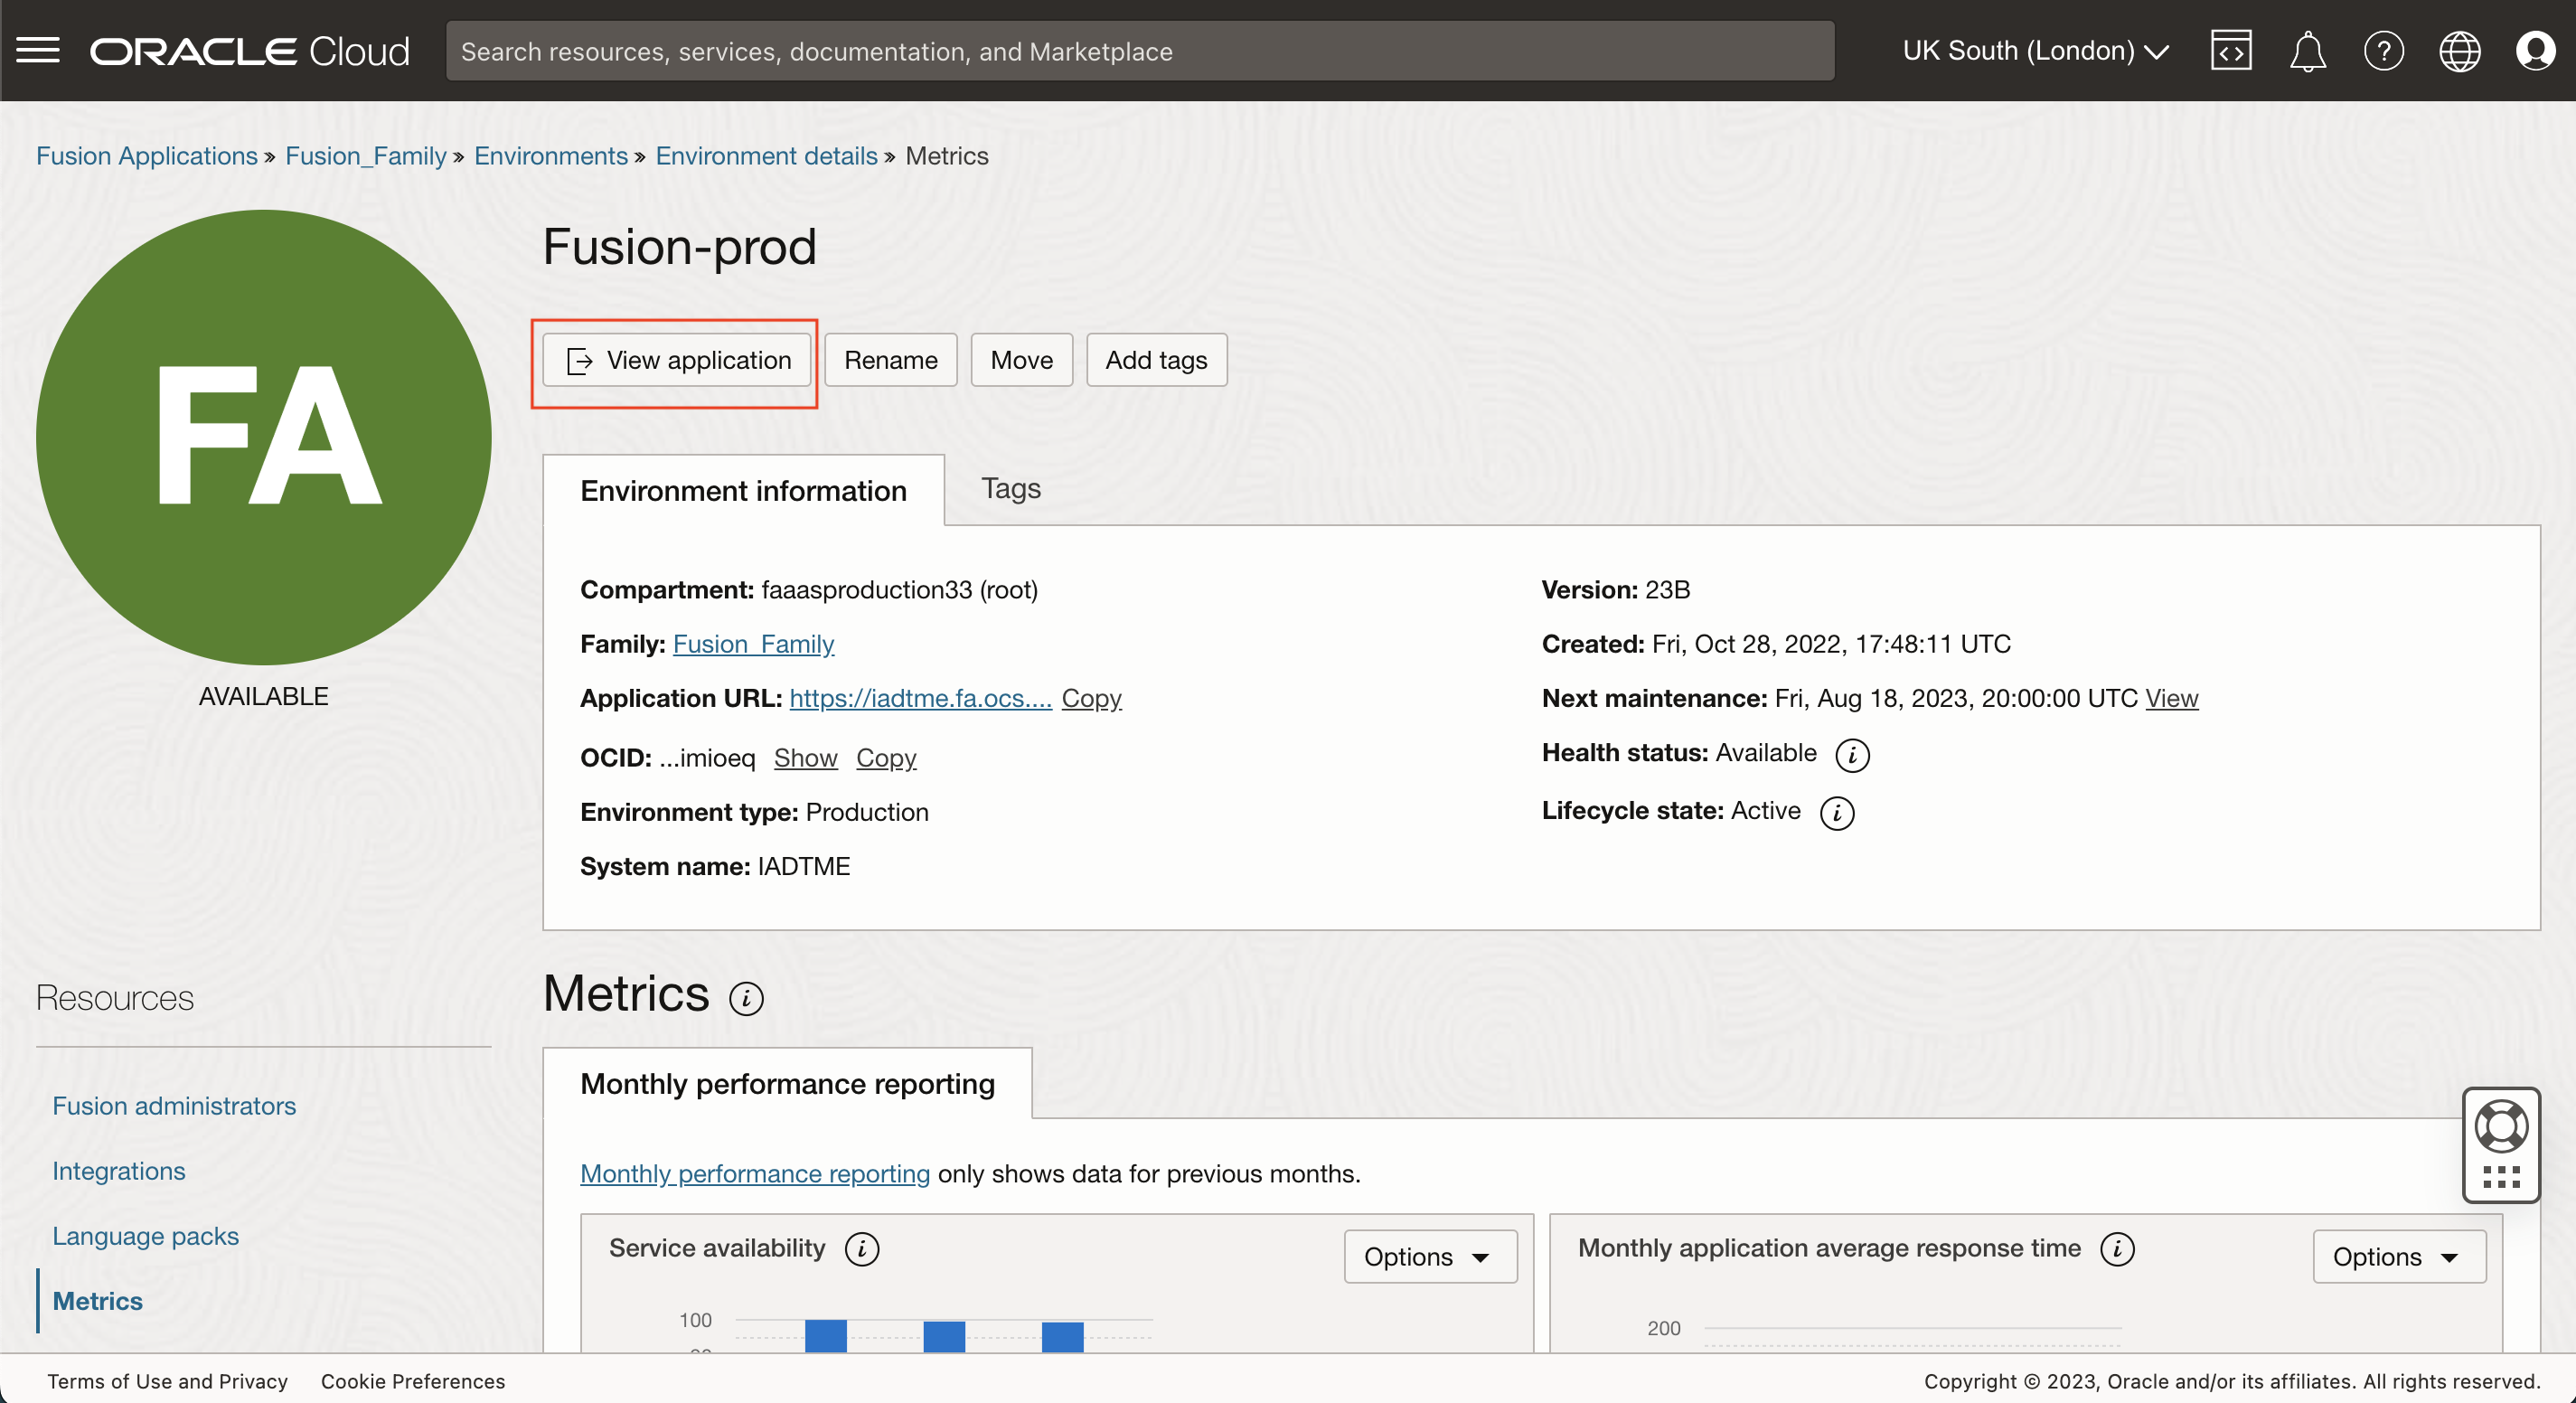 ORACLE Cloud
Search resources, services, documentation, and Marketplace
UK South (London)
Fusion Applications » Fusion_Family » Environments » Environment details » Metrics
FA
AVAILABLE
Fusion-prod
View application
Rename
Move
Add tags
Environment information
Tags
Compartment: faaasproduction33 (root)
Family: Fusion_Family
Application URL: https://iadtme.fa.ocs.... Copy
OCID: ...imioeq Show Copy
Environment type: Production
System name: IADTME
Version: 23B
Created: Fri, Oct 28, 2022, 17:48:11 UTC
Next maintenance: Fri, Aug 18, 2023, 20:00:00 UTC View
Health status: Available
Lifecycle state: Active
Resources
Fusion administrators
Integrations
Language packs
Metrics
Metrics
Monthly performance reporting
Monthly performance reporting only shows data for previous months.
Service availability
Options
100
Monthly application average response time
Options
200
Terms of Use and Privacy
Cookie Preferences
Copyright © 2023, Oracle and/or its affiliates. All rights reserved.